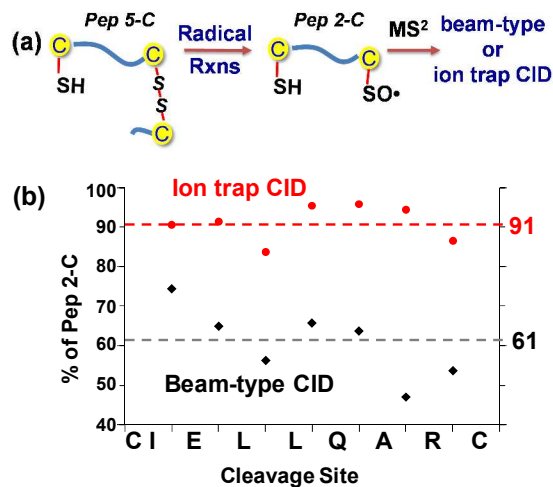 (a) Pep 5-C Radical Rxns Pep 2-C MS² beam-type or ion trap CID
C C SH S S C
C C SH SO•
(b)
Ion trap CID
Beam-type CID
% of Pep 2-C
100
90
80
70
60
50
40
91
61
C I E L L Q A R C
Cleavage Site